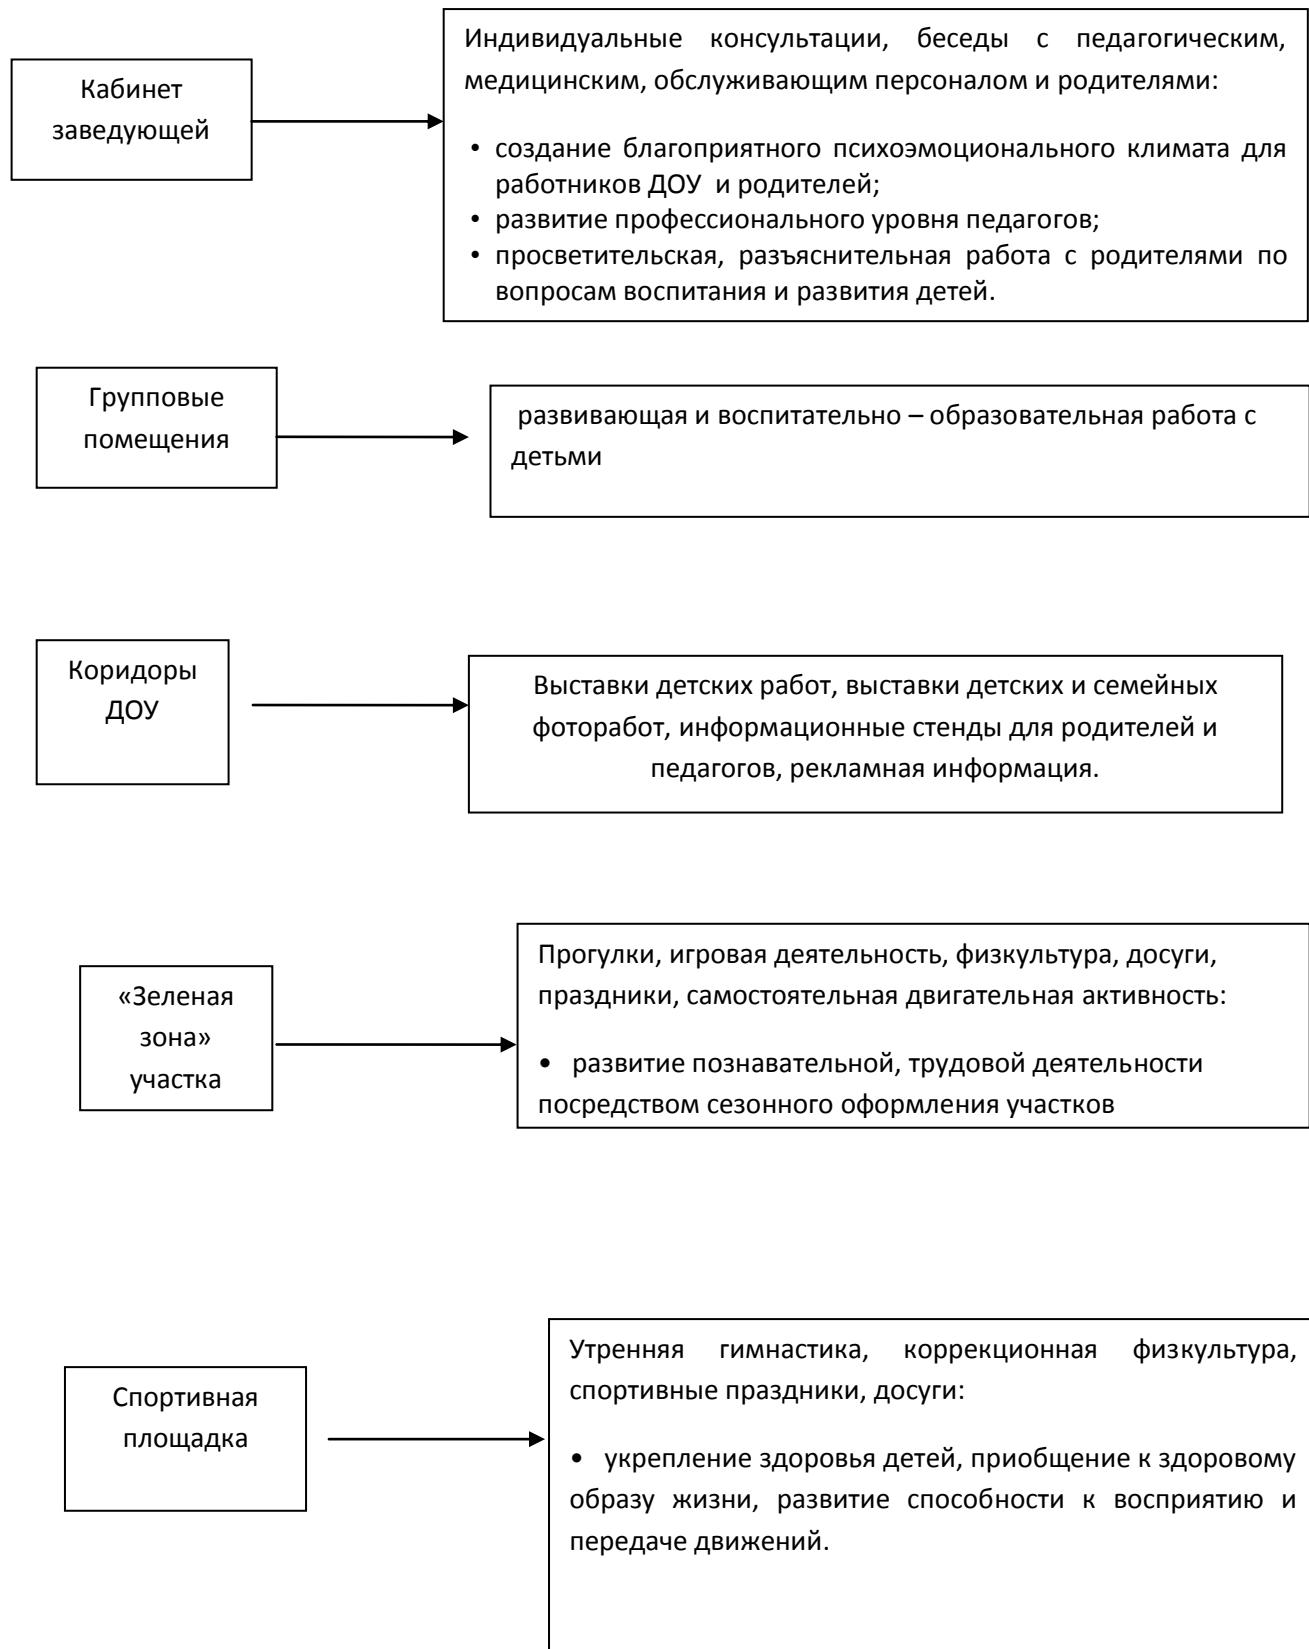 Кабинет
заведующей
Индивидуальные консультации, беседы с педагогическим,
медицинским, обслуживающим персоналом и родителями:
• создание благоприятного психоэмоционального климата для
работников ДОУ и родителей;
• развитие профессионального уровня педагогов;
• просветительская, разъяснительная работа с родителями по
вопросам воспитания и развития детей.
Групповые
помещения
развивающая и воспитательно – образовательная работа с
детьми
Коридоры
ДОУ
Выставки детских работ, выставки детских и семейных
фоторабот, информационные стенды для родителей и
педагогов, рекламная информация.
«Зеленая
зона»
участка
Прогулки, игровая деятельность, физкультура, досуги,
праздники, самостоятельная двигательная активность:
• развитие познавательной, трудовой деятельности
посредством сезонного оформления участков
Спортивная
площадка
Утренняя гимнастика, коррекционная физкультура,
спортивные праздники, досуги:
• укрепление здоровья детей, приобщение к здоровому
образу жизни, развитие способности к восприятию и
передаче движений.